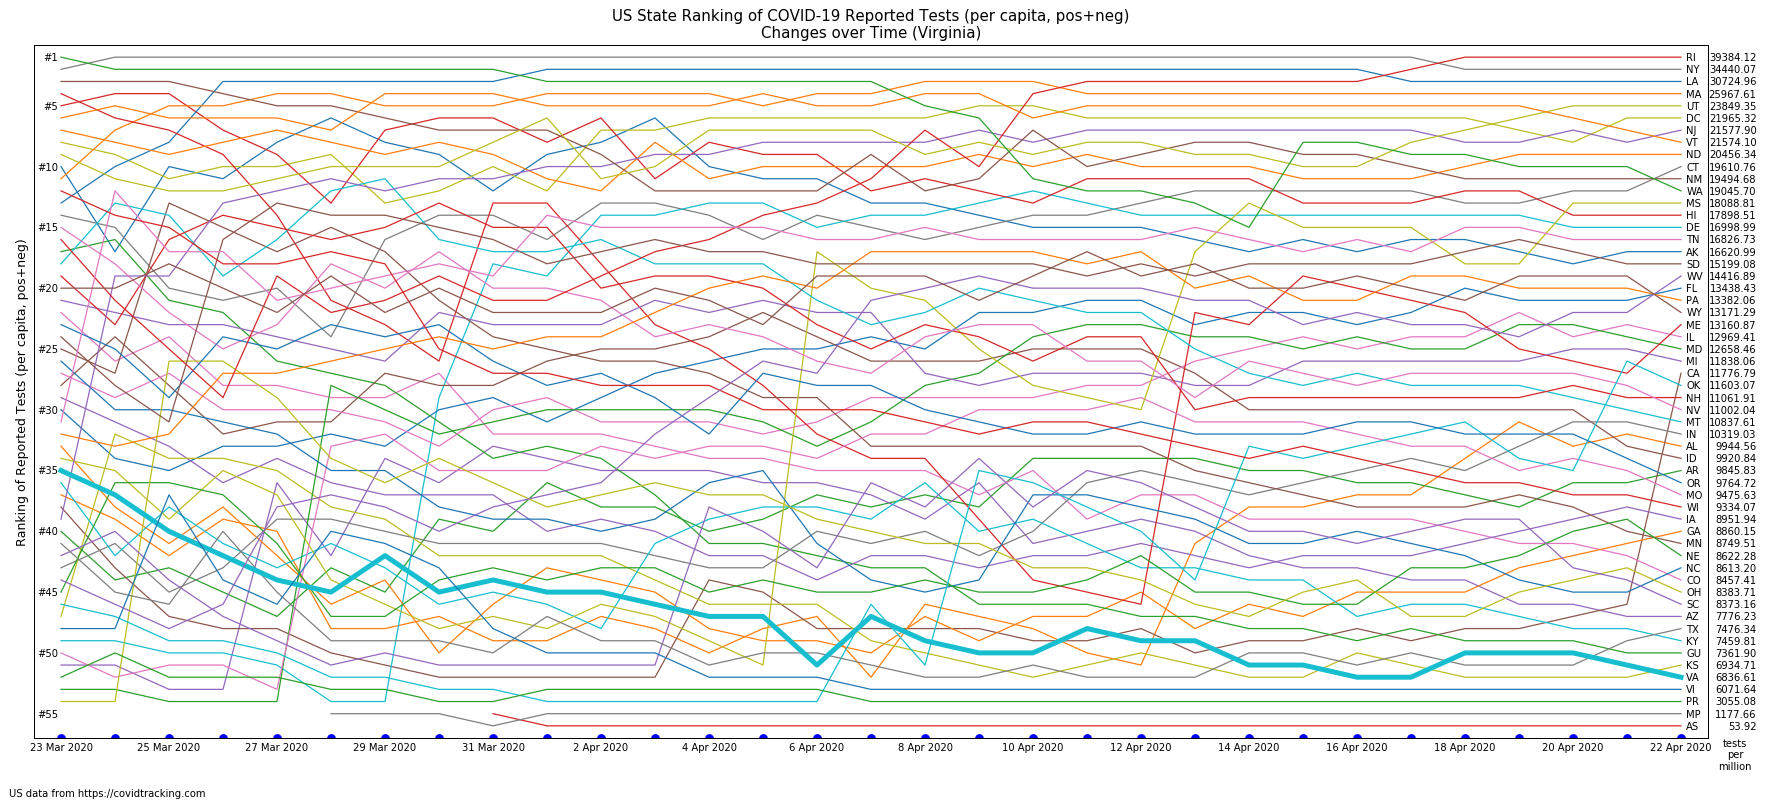 US State Ranking of COVID-19 Reported Tests (per capita, pos+neg)
Changes over Time (Virginia)
Ranking of Reported Tests (per capita, pos+neg)
#1
#5
#10
#15
#20
#25
#30
#35
#40
#45
#50
#55
RI 39384.12
NY 34440.07
LA 30724.96
MA 25967.61
UT 23849.35
DC 21965.32
NJ 21577.90
VT 21574.10
ND 20456.34
CT 19610.76
NM 19494.68
WA 19045.70
MS 18088.81
HI 17898.51
DE 16998.99
TN 16826.73
AK 16620.99
SD 15199.08
WV 14416.89
FL 13438.43
PA 13382.06
WY 13171.29
ME 13160.87
IL 12969.41
MD 12658.46
MI 11838.06
CA 11776.79
OK 11603.07
NH 11061.91
NV 11002.04
MT 10837.61
IN 10319.03
AL 9944.56
ID 9920.84
AR 9845.83
OR 9764.72
MO 9475.63
WI 9334.07
IA 8951.94
GA 8860.15
MN 8749.51
NE 8622.28
NC 8613.20
CO 8457.41
OH 8383.71
SC 8373.16
AZ 7776.23
TX 7476.34
KY 7459.81
GU 7361.90
KS 6934.71
VA 6836.61
VI 6071.64
PR 3055.08
MP 1177.66
AS 53.92
23 Mar 2020 25 Mar 2020 27 Mar 2020 29 Mar 2020 31 Mar 2020 2 Apr 2020 4 Apr 2020 6 Apr 2020 8 Apr 2020 10 Apr 2020 12 Apr 2020 14 Apr 2020 16 Apr 2020 18 Apr 2020 20 Apr 2020 22 Apr 2020
tests
per
million
US data from https://covidtracking.com